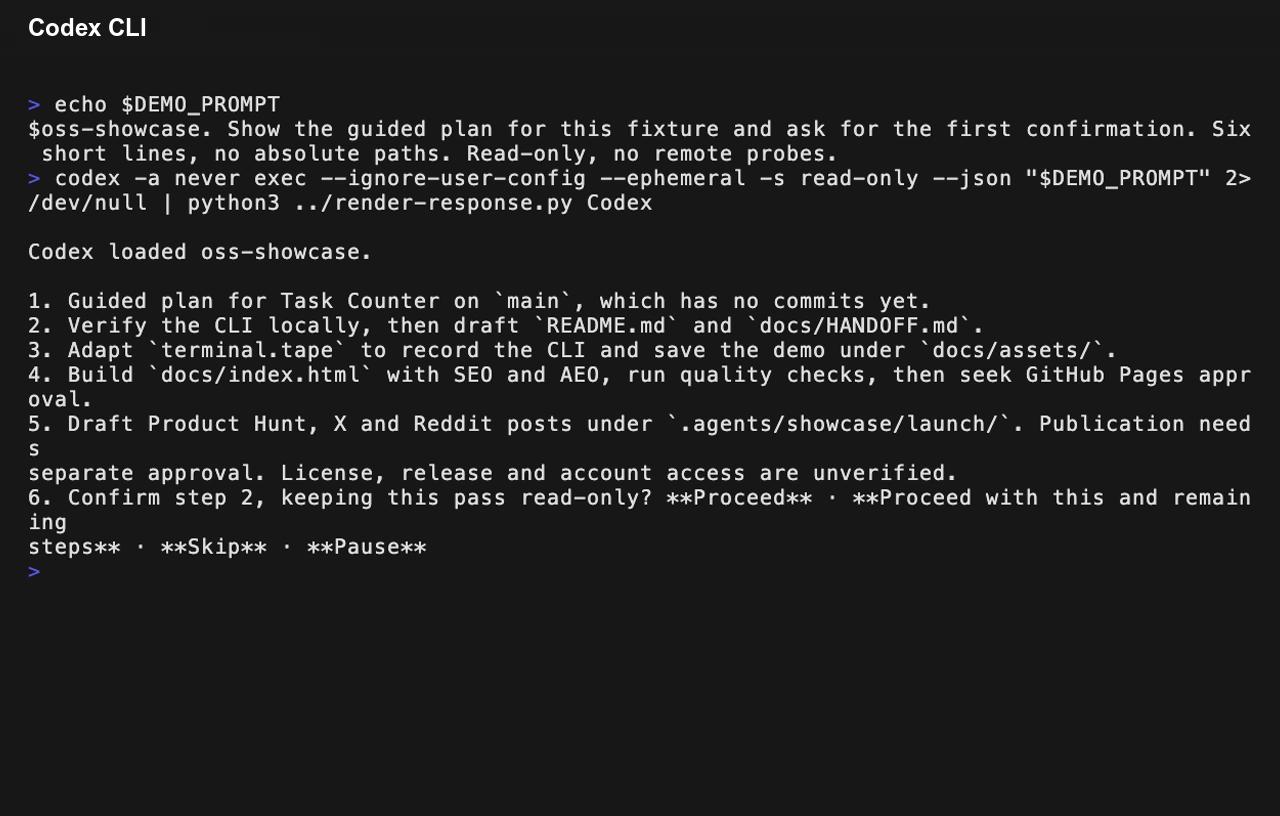 Codex CLI
> echo $DEMO_PROMPT
$oss-showcase. Show the guided plan for this fixture and ask for the first confirmation. Six
 short lines, no absolute paths. Read-only, no remote probes.
> codex -a never exec --ignore-user-config --ephemeral -s read-only --json "$DEMO_PROMPT" 2>
/dev/null | python3 ../render-response.py Codex
Codex loaded oss-showcase.
1. Guided plan for Task Counter on `main`, which has no commits yet.
2. Verify the CLI locally, then draft `README.md` and `docs/HANDOFF.md`.
3. Adapt `terminal.tape` to record the CLI and save the demo under `docs/assets/`.
4. Build `docs/index.html` with SEO and AEO, run quality checks, then seek GitHub Pages appr
oval.
5. Draft Product Hunt, X and Reddit posts under `.agents/showcase/launch/`. Publication need
s
separate approval. License, release and account access are unverified.
6. Confirm step 2, keeping this pass read-only? **Proceed** · **Proceed with this and remain
ing
steps** · **Skip** · **Pause**
>